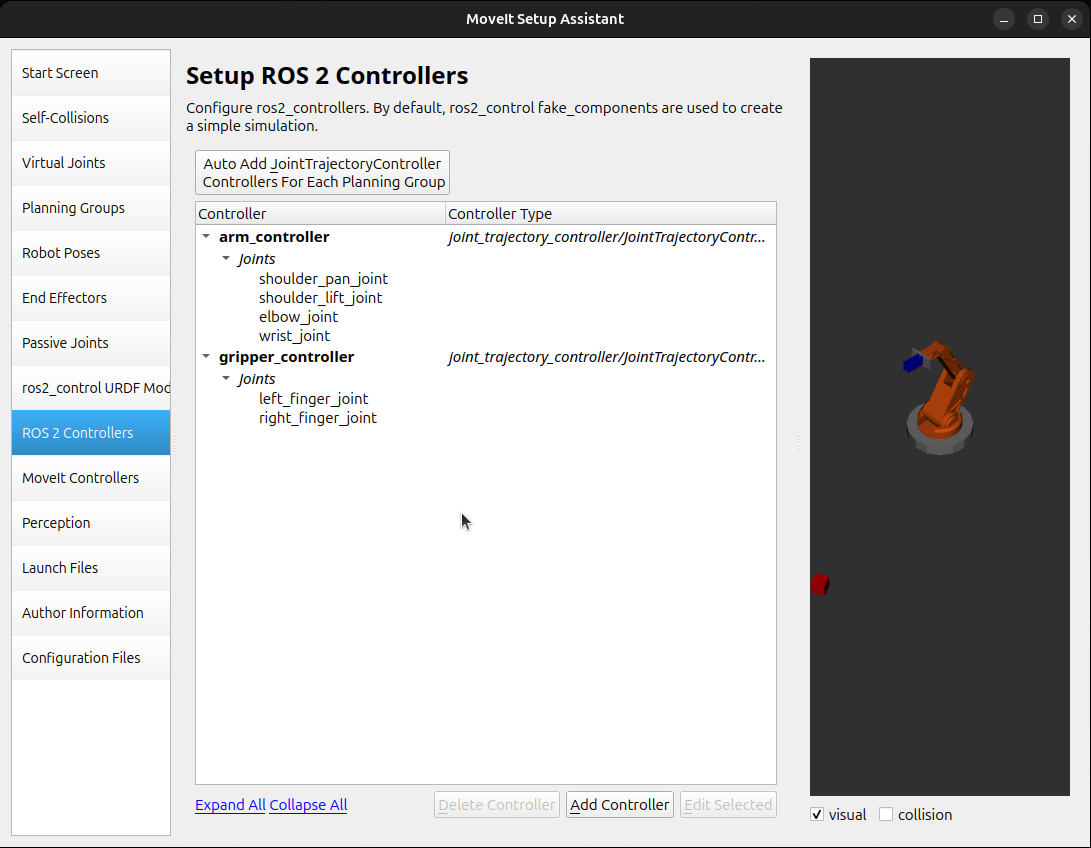 MoveIt Setup Assistant
Start Screen
Self-Collisions
Virtual Joints
Planning Groups
Robot Poses
End Effectors
Passive Joints
ros2_control URDF Mod
ROS 2 Controllers
MoveIt Controllers
Perception
Launch Files
Author Information
Configuration Files
Setup ROS 2 Controllers
Configure ros2_controllers. By default, ros2_control fake_components are used to create
a simple simulation.
Auto Add JointTrajectoryController
Controllers For Each Planning Group
Controller Controller Type
arm_controller joint_trajectory_controller/JointTrajectoryContr...
Joints
shoulder_pan_joint
shoulder_lift_joint
elbow_joint
wrist_joint
gripper_controller joint_trajectory_controller/JointTrajectoryContr...
Joints
left_finger_joint
right_finger_joint
Expand All Collapse All Delete Controller Add Controller Edit Selected
visual collision